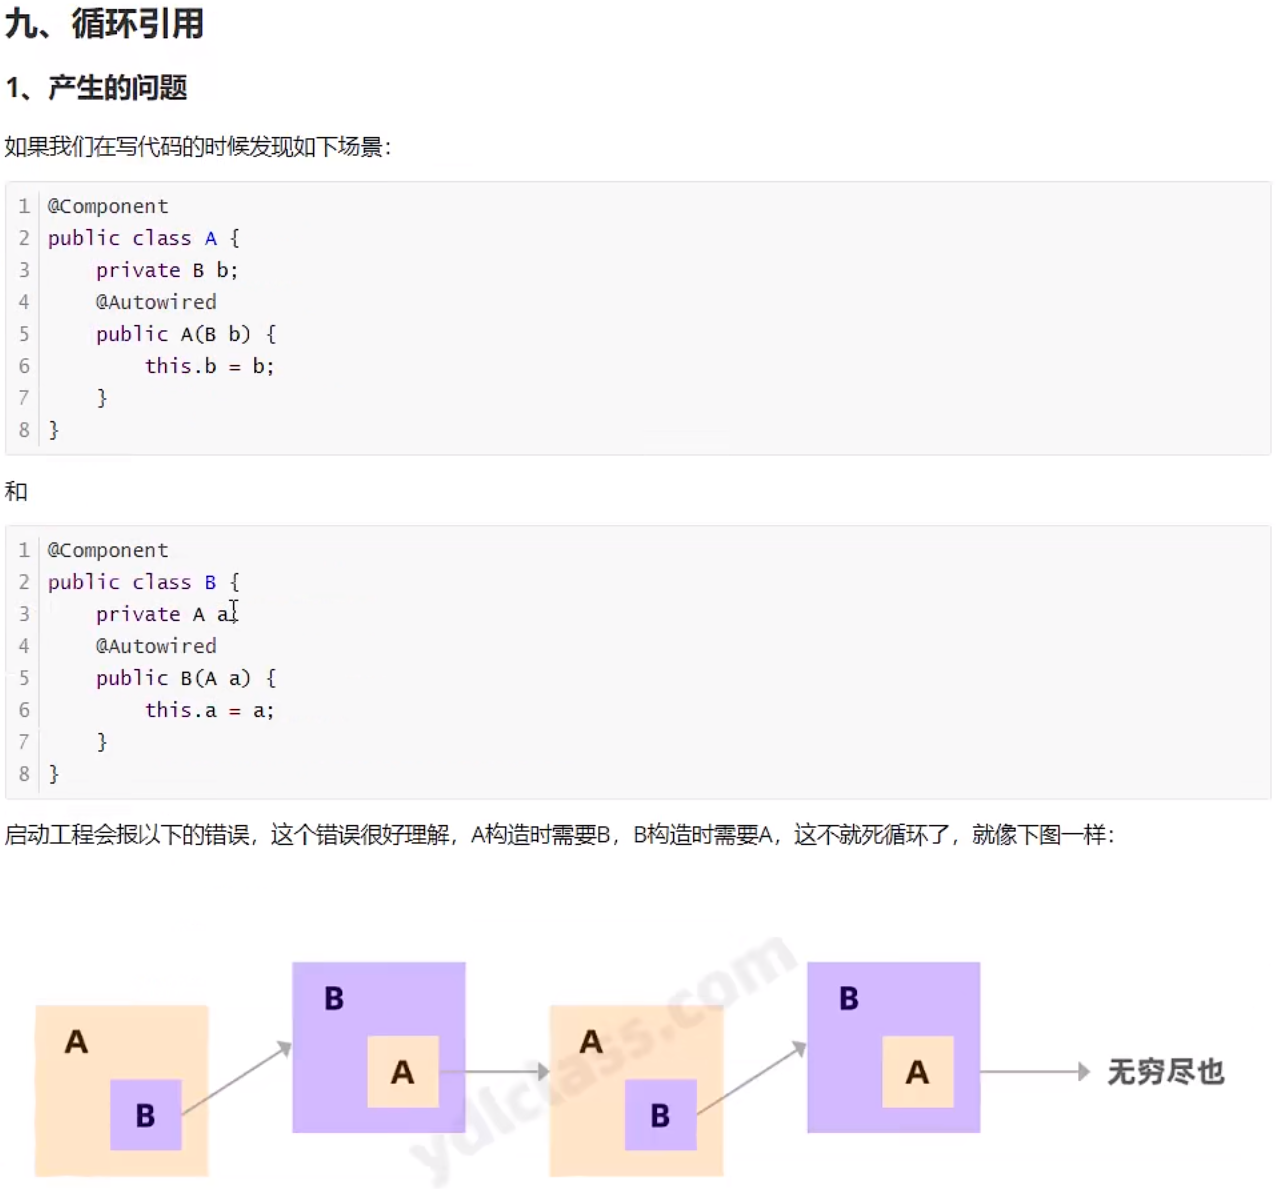 九、循环引用
1、产生的问题
如果我们在写代码的时候发现如下场景：
1 @Component
2 public class A {
3     private B b;
4     @Autowired
5     public A(B b) {
6         this.b = b;
7     }
8 }
和
1 @Component
2 public class B {
3     private A a;
4     @Autowired
5     public B(A a) {
6         this.a = a;
7     }
8 }
启动工程会报以下的错误，这个错误很好理解，A构造时需要B，B构造时需要A，这不就死循环了，就像下图一样：
A
B
B
A
A
B
B
A
无穷尽也
ydlclass.com